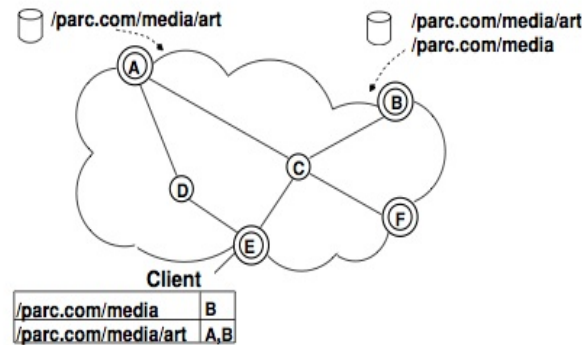 /parc.com/media/art
/parc.com/media/art
/parc.com/media
A
B
C
D
F
E
Client
/parc.com/media B
/parc.com/media/art A,B